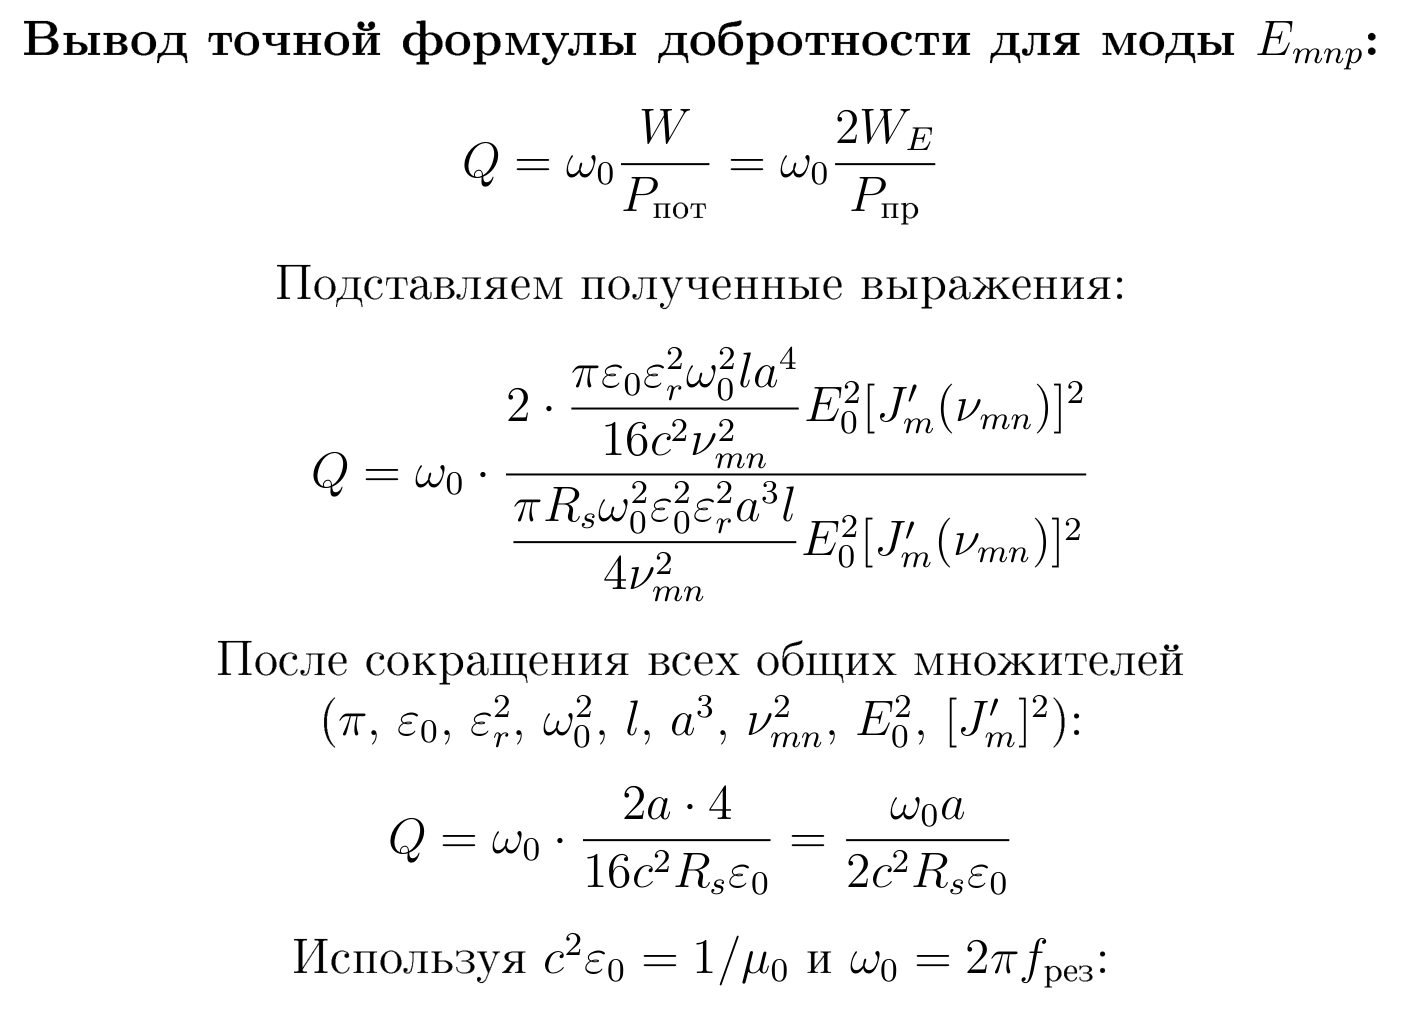 Вывод точной формулы добротности для моды $E_{mnp}$:
$$Q = \omega_0 \frac{W}{P_{\text{пот}}} = \omega_0 \frac{2W_E}{P_{\text{пр}}}$$
Подставляем полученные выражения:
$$Q = \omega_0 \cdot \frac{2 \cdot \dfrac{\pi \varepsilon_0 \varepsilon_r^2 \omega_0^2 l a^4}{16 c^2 \nu_{mn}^2} E_0^2 [J'_m(\nu_{mn})]^2}{\dfrac{\pi R_s \omega_0^2 \varepsilon_0^2 \varepsilon_r^2 a^3 l}{4 \nu_{mn}^2} E_0^2 [J'_m(\nu_{mn})]^2}$$
После сокращения всех общих множителей
($\pi$, $\varepsilon_0$, $\varepsilon_r^2$, $\omega_0^2$, $l$, $a^3$, $\nu_{mn}^2$, $E_0^2$, $[J'_m]^2$):
$$Q = \omega_0 \cdot \frac{2a \cdot 4}{16 c^2 R_s \varepsilon_0} = \frac{\omega_0 a}{2 c^2 R_s \varepsilon_0}$$
Используя $c^2 \varepsilon_0 = 1/\mu_0$ и $\omega_0 = 2\pi f_{\text{рез}}$: